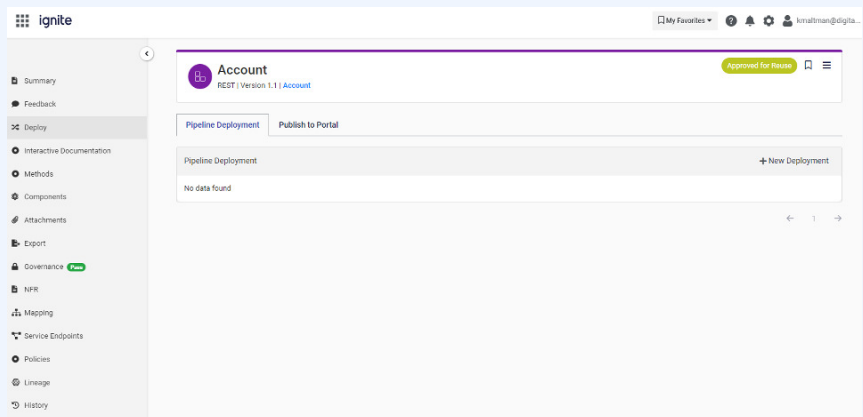 ignite
My Favorites
kmaltman@digita...
Summary
Feedback
Deploy
Interactive Documentation
Methods
Components
Attachments
Export
Governance Pass
NFR
Mapping
Service Endpoints
Policies
Lineage
History
Account
REST | Version 1.1 | Account
Approved for Reuse
Pipeline Deployment Publish to Portal
Pipeline Deployment + New Deployment
No data found
← 1 →